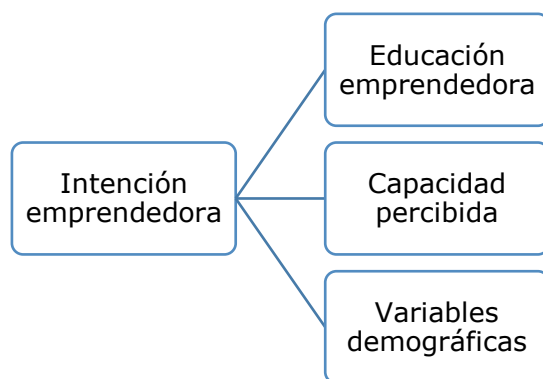 Educación
emprendedora
Intención
emprendedora
Capacidad
percibida
Variables
demográficas